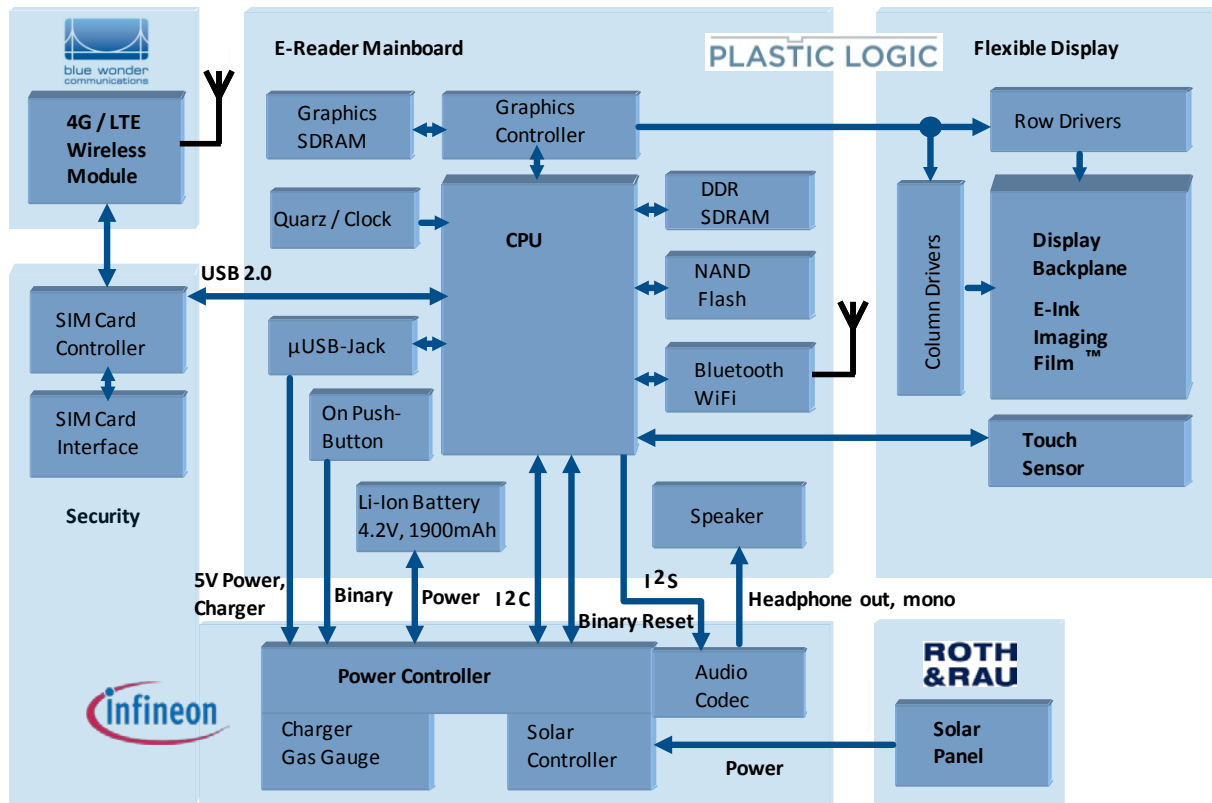 blue wonder
communications
4G / LTE
Wireless
Module
E-Reader Mainboard
PLASTIC LOGIC
Flexible Display
Graphics
SDRAM
Graphics
Controller
Row Drivers
Quarz / Clock
CPU
DDR
SDRAM
NAND
Flash
Bluetooth
WiFi
Column Drivers
Display
Backplane
E-Ink
Imaging
Film ™
USB 2.0
SIM Card
Controller
SIM Card
Interface
Security
µUSB-Jack
On Push-
Button
Li-Ion Battery
4.2V, 1900mAh
Speaker
Touch
Sensor
5V Power,
Charger
Binary
Power
I2C
Binary Reset
I2S
Headphone out, mono
infineon
Power Controller
Charger
Gas Gauge
Solar
Controller
Audio
Codec
Power
ROTH
&RAU
Solar
Panel